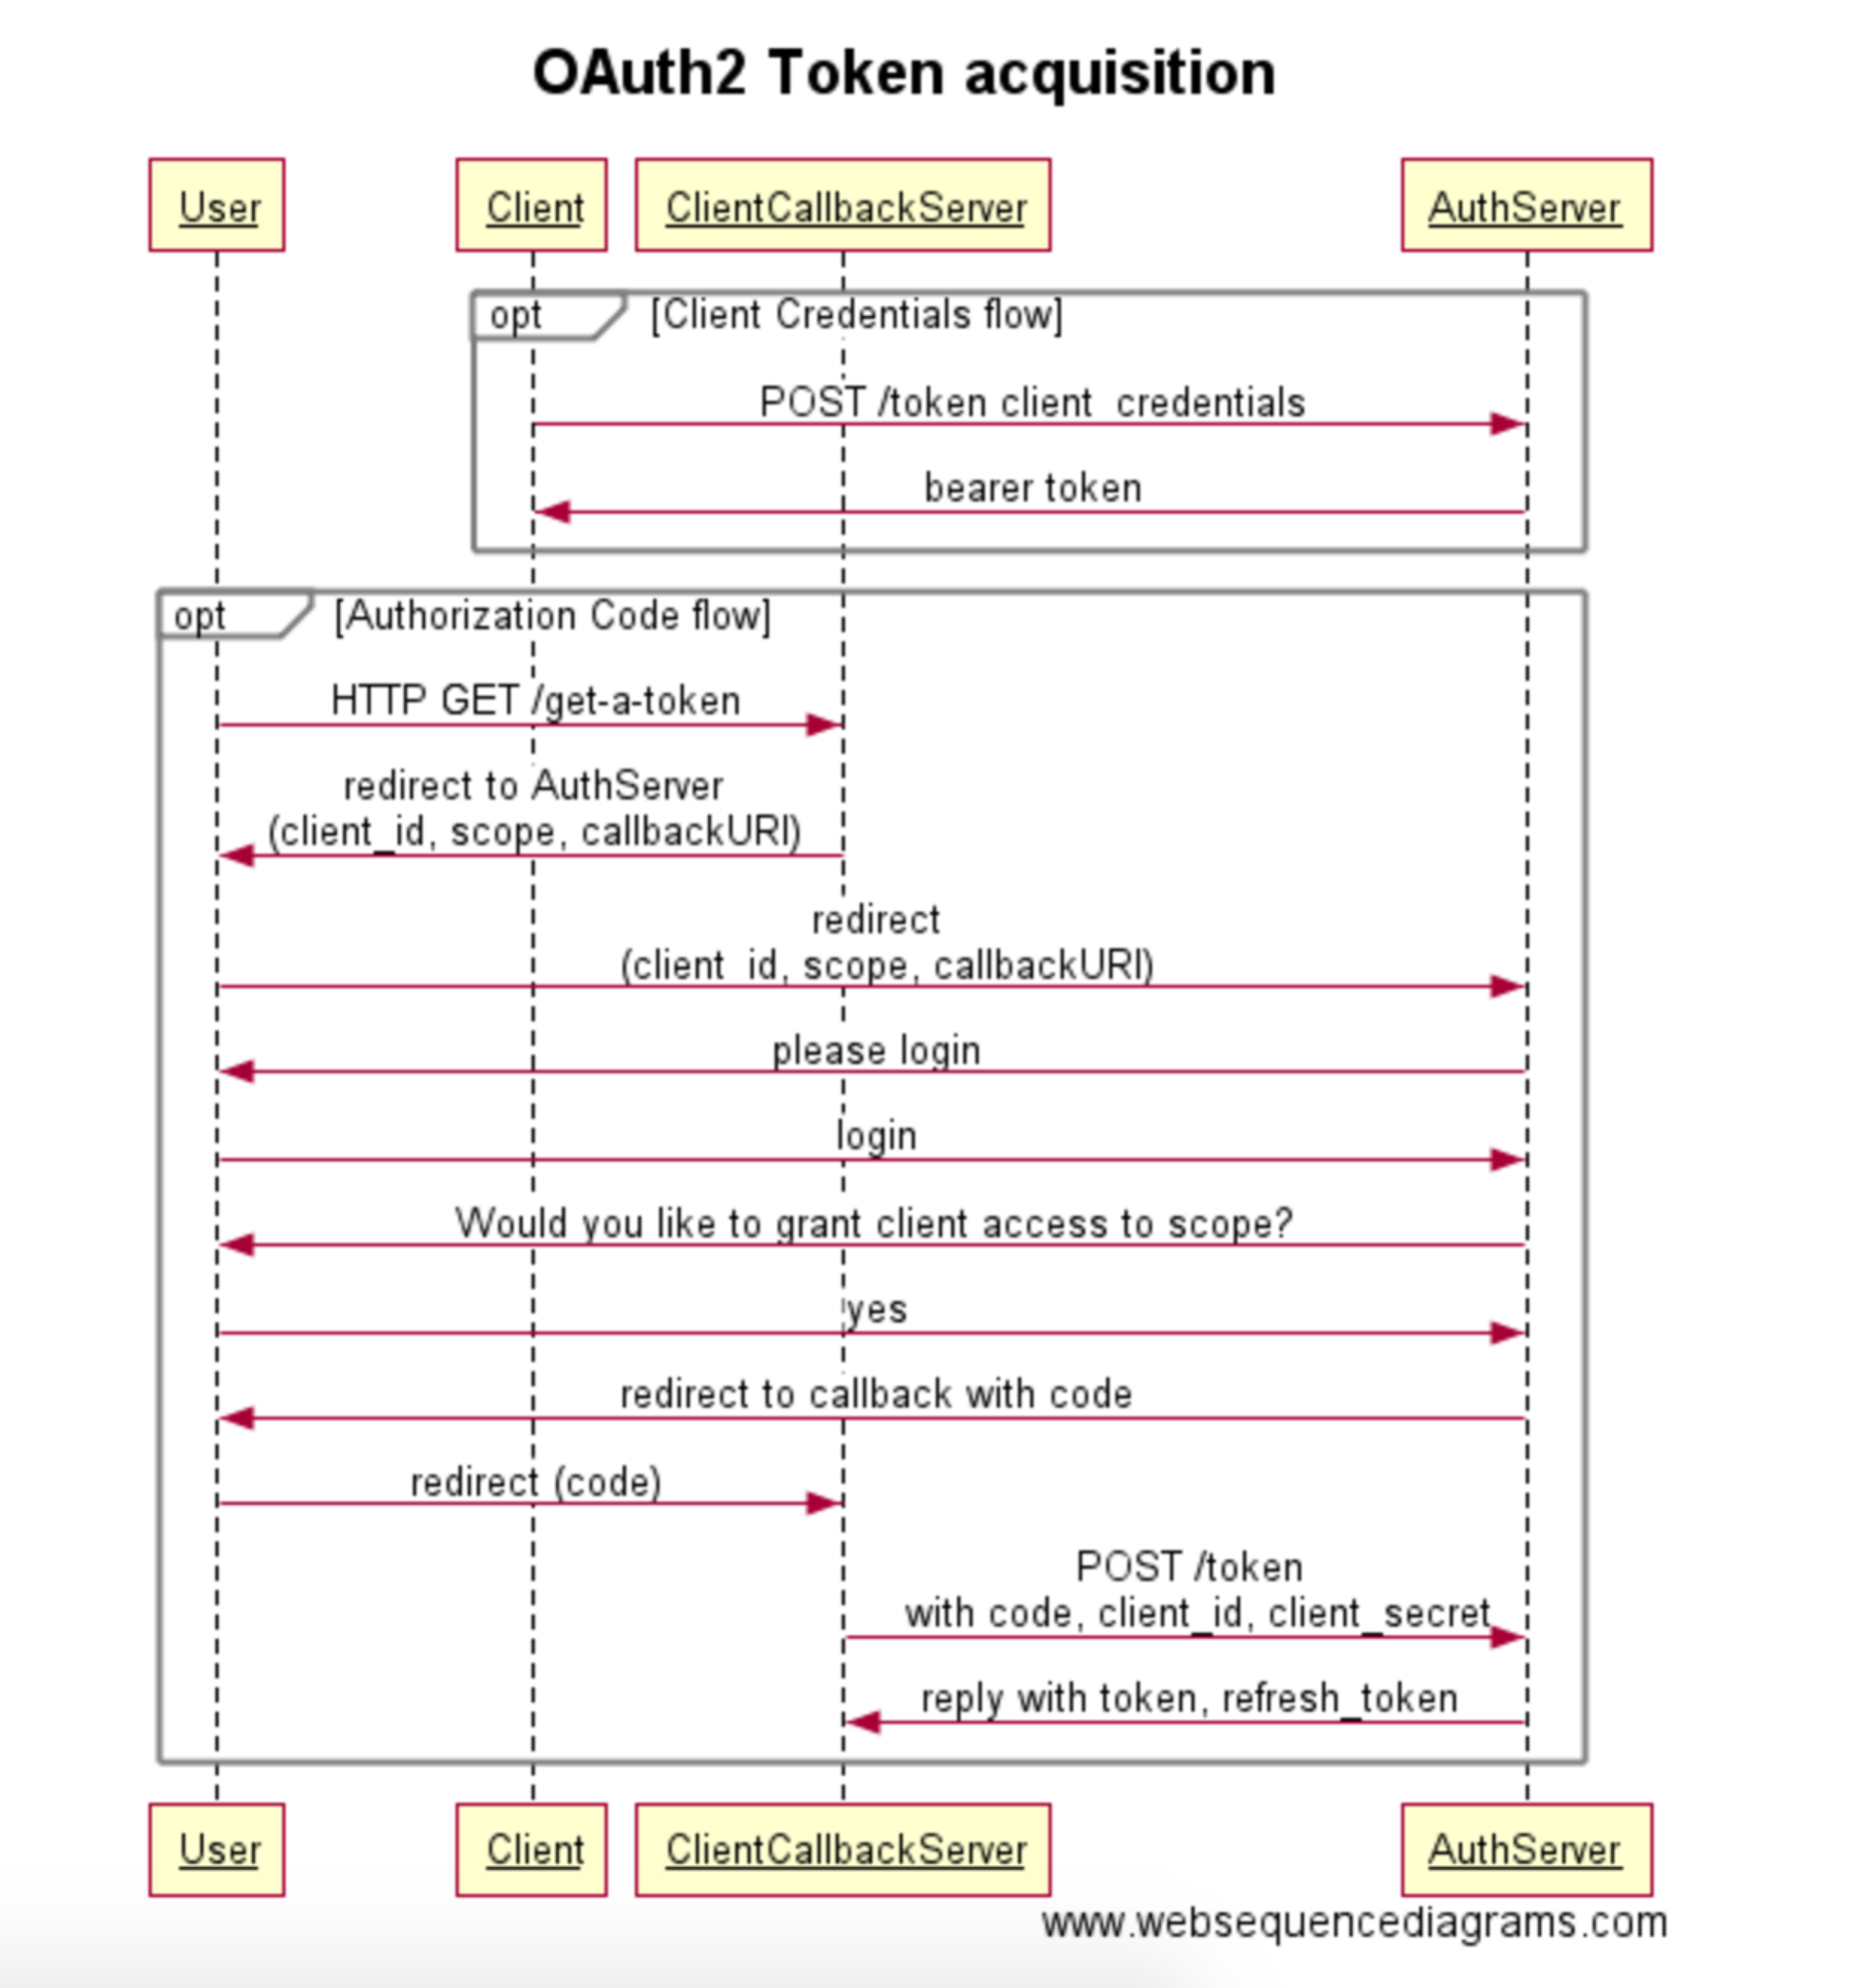 OAuth2 Token acquisition
User Client ClientCallbackServer AuthServer
opt [Client Credentials flow]
POST /token client_credentials
bearer token
opt [Authorization Code flow]
HTTP GET /get-a-token
redirect to AuthServer
(client_id, scope, callbackURI)
redirect
(client_id, scope, callbackURI)
please login
login
Would you like to grant client access to scope?
yes
redirect to callback with code
redirect (code)
POST /token
with code, client_id, client_secret
reply with token, refresh_token
User Client ClientCallbackServer AuthServer
www.websequencediagrams.com